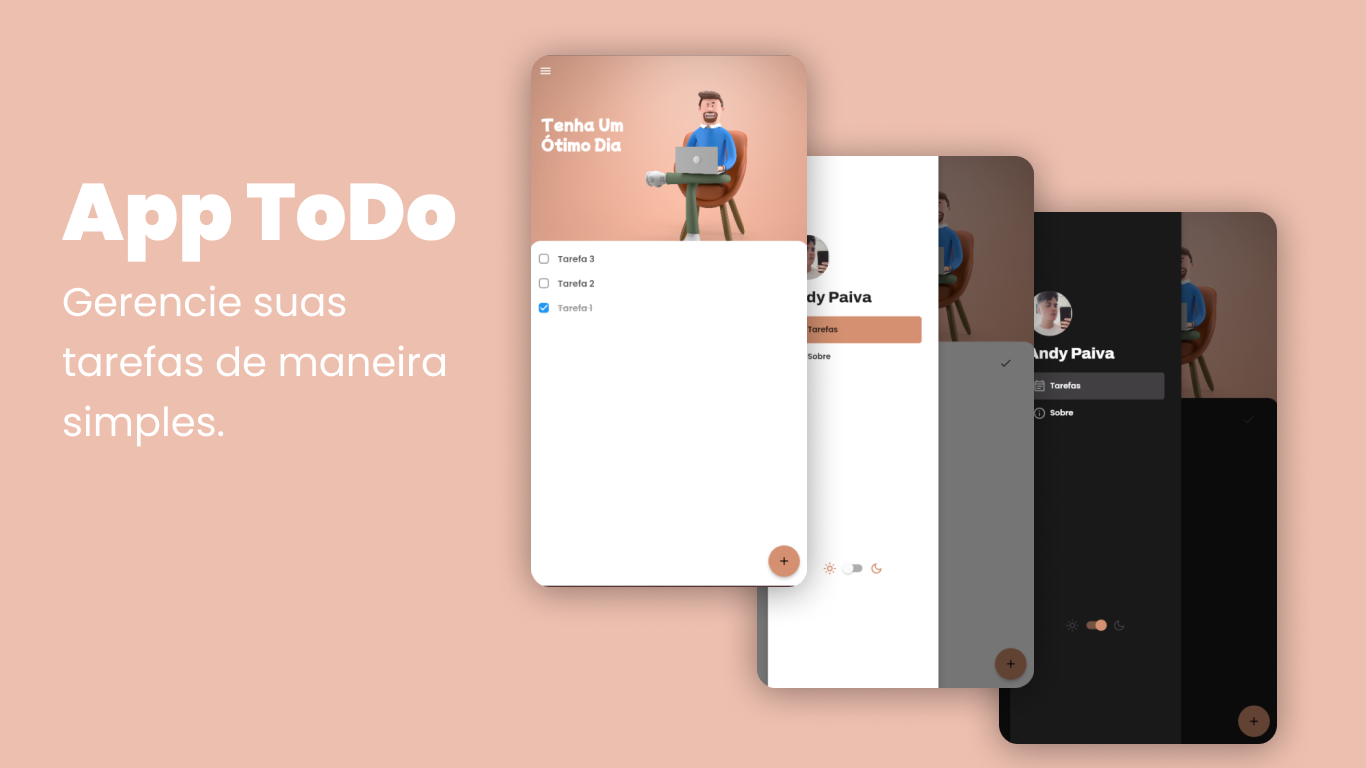 App ToDo
Gerencie suas
tarefas de maneira
simples.
Tenha Um
Ótimo Dia
Tarefa 3
Tarefa 2
Tarefa 1
dy Paiva
Tarefas
Sobre
Andy Paiva
Tarefas
Sobre